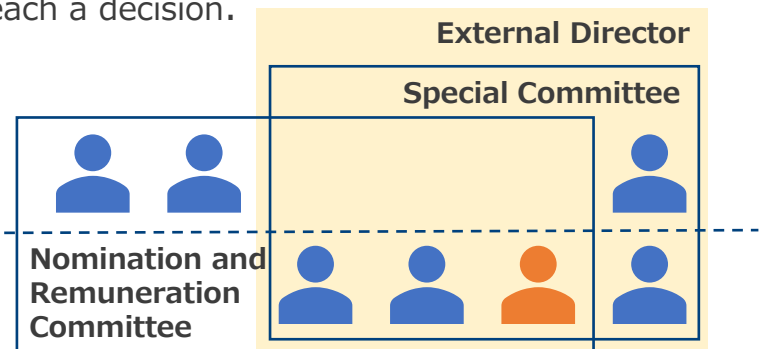 each a decision.
External Director
Special Committee
Nomination and
Remuneration
Committee